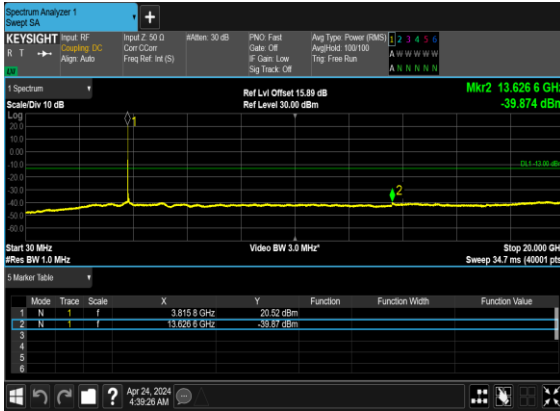 Spectrum Analyzer 1
Swept SA
+
KEYSIGHT Input: RF Input Z: 50 Ω #Atten: 30 dB PNO: Fast Avg Type: Power (RMS) 1 2 3 4 5 6
R T Coupling: DC Corr CCorr Gate: Off Avg|Hold: 100/100 A W W W W W
Align: Auto Freq Ref: Int (S) IF Gain: Low Trig: Free Run
Sig Track: Off A N N N N N
1 Spectrum Ref Lvl Offset 15.89 dB Mkr2 13.626 6 GHz
Scale/Div 10 dB Ref Level 30.00 dBm -39.874 dBm
Log
20.0
10.0
0.00
-10.0
-20.0
-30.0
-40.0
-50.0
-60.0
1
DL1 -13.00 dBm
2
Start 30 MHz Video BW 3.0 MHz* Stop 20.000 GHz
#Res BW 1.0 MHz Sweep 34.7 ms (40001 pts)
5 Marker Table
Mode Trace Scale X Y Function Function Width Function Value
1 N 1 f 3.815 8 GHz 20.52 dBm
2 N 1 f 13.626 6 GHz -39.87 dBm
3
4
5
6
? Apr 24, 2024
4:39:26 AM